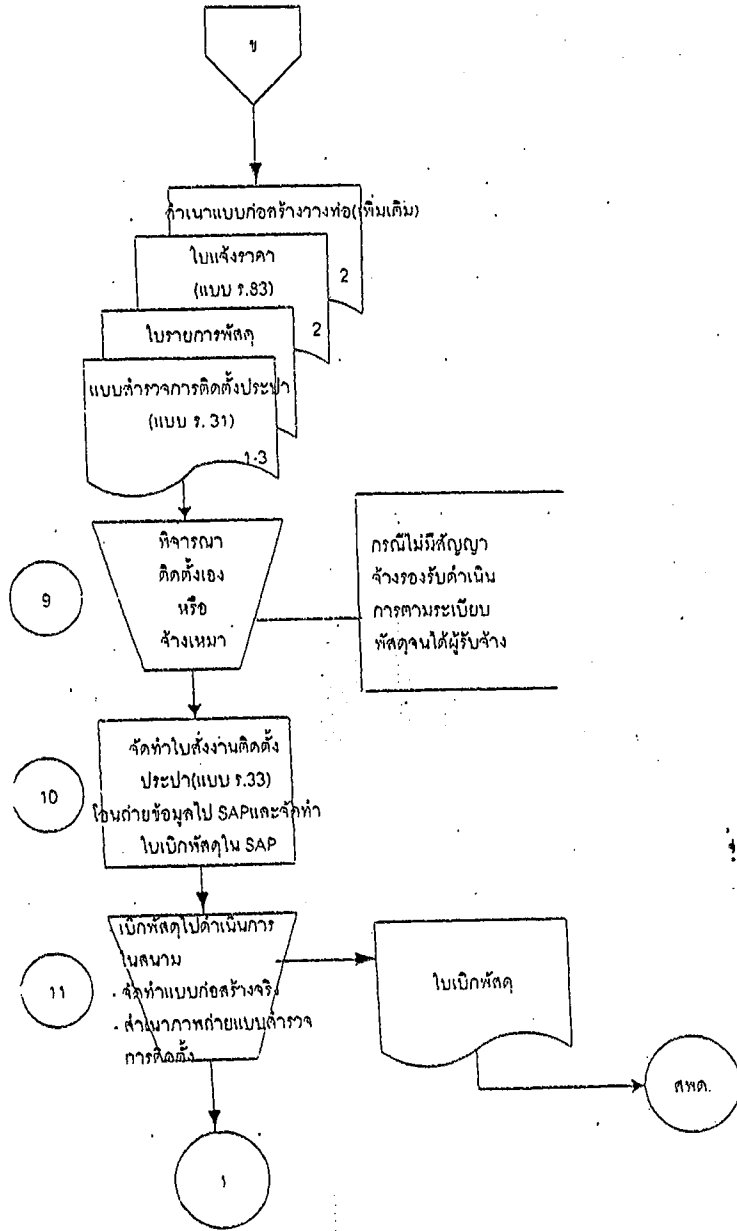 ข
สำเนาแบบก่อสร้างวางท่อ(เพิ่มเติม)
ใบแจ้งราคา
(แบบ ร.83)
2
ใบรายการพัสดุ
2
แบบสำรวจการติดตั้งประปา
(แบบ ร. 31)
1-3
9
พิจารณา
ติดตั้งเอง
หรือ
จ้างเหมา
กรณีไม่มีสัญญา
จ้างรองรับดำเนิน
การตามระเบียบ
พัสดุจนได้ผู้รับจ้าง
10
จัดทำใบสั่งงานติดตั้ง
ประปา(แบบ ร.33)
โอนถ่ายข้อมูลไป SAPและจัดทำ
ใบเบิกพัสดุใน SAP
11
เบิกพัสดุไปดำเนินการ
ในสนาม
- จัดทำแบบก่อสร้างจริง
- สำเนาภาพถ่ายแบบสำรวจ
การติดตั้ง
ใบเบิกพัสดุ
สพด.